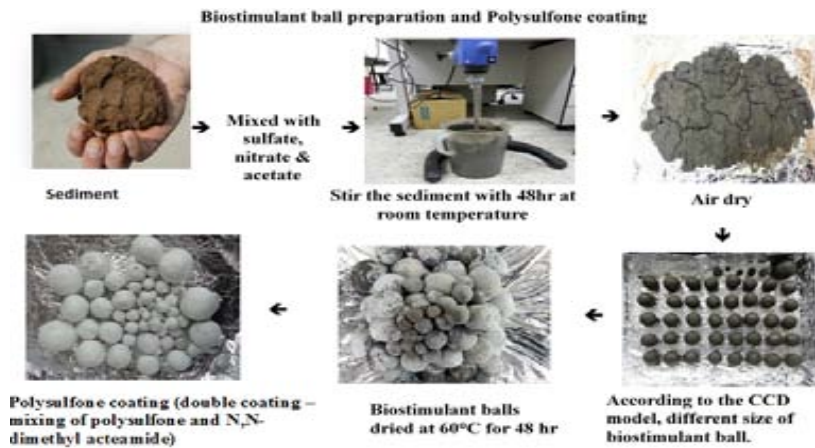 Biostimulant ball preparation and Polysulfone coating
Mixed with
sulfate,
nitrate &
acetate
Sediment
Stir the sediment with 48hr at
room temperature
Air dry
Polysulfone coating (double coating –
mixing of polysulfone and N,N-
dimethyl acteamide)
Biostimulant balls
dried at 60°C for 48 hr
According to the CCD
model, different size of
biostimulant ball.